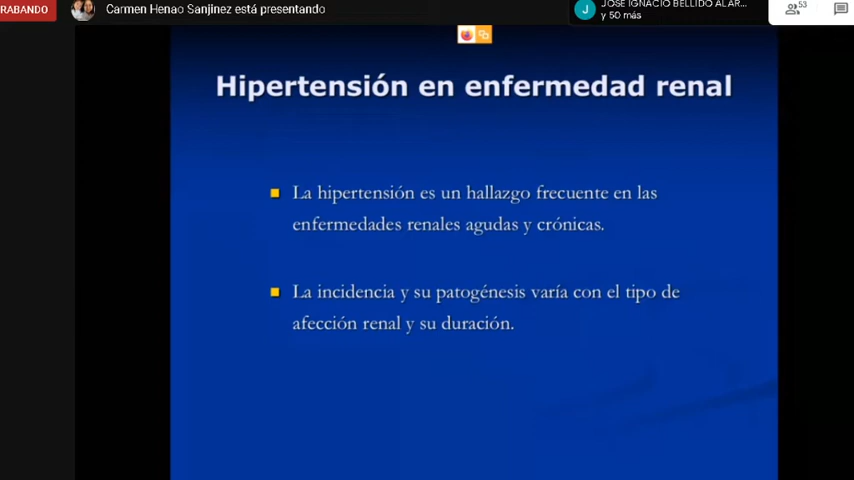 RABANDO
Carmen Henao Sanjinez está presentando
JOSE IGNACIO BELLIDO ALAR...
y 50 más
53
Hipertensión en enfermedad renal
La hipertensión es un hallazgo frecuente en las
enfermedades renales agudas y crónicas.
La incidencia y su patogénesis varía con el tipo de
afección renal y su duración.